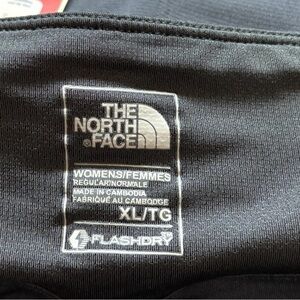 THE
NORTH
FACE
WOMENS/FEMMES
REGULAR/NORMALE
MADE IN CAMBODIA
FABRIQUÉ AU CAMBODGE
XL/TG
FLASHDRY